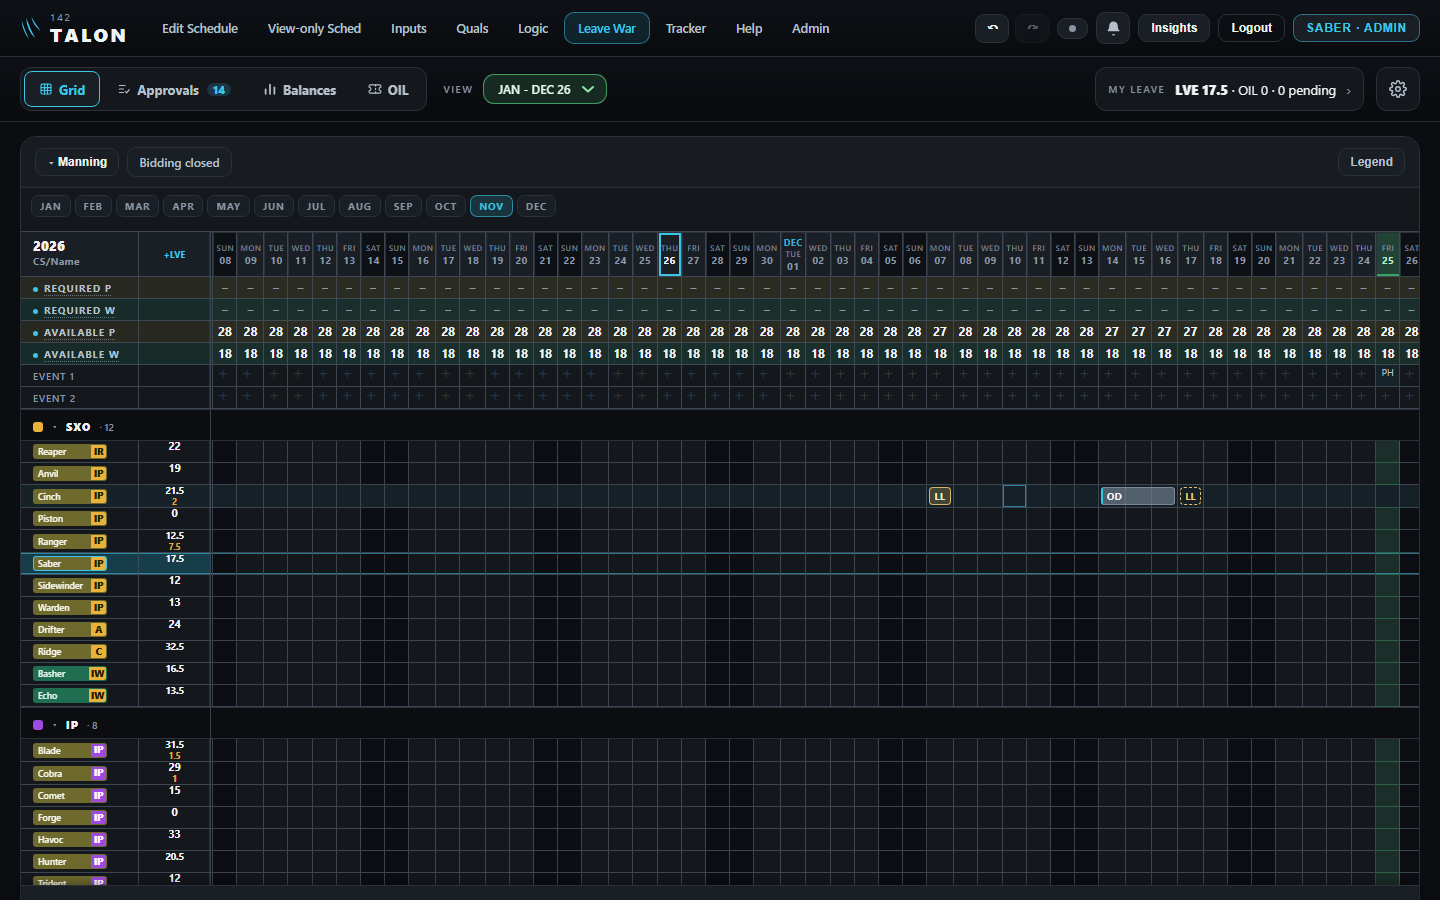 142
TALON
Edit Schedule
View-only Sched
Inputs
Quals
Logic
Leave War
Tracker
Help
Admin
Insights
Logout
SABER · ADMIN
Grid
Approvals 14
Balances
OIL
VIEW
JAN - DEC 26
MY LEAVE LVE 17.5 · OIL 0 · 0 pending ›
Manning
Bidding closed
Legend
JAN FEB MAR APR MAY JUN JUL AUG SEP OCT NOV DEC
2026
CS/Name
+LVE
DEC
SUN MON TUE WED THU FRI SAT SUN MON TUE WED THU FRI SAT SUN MON TUE WED THU FRI SAT SUN MON TUE WED THU FRI SAT SUN MON TUE WED THU FRI SAT SUN MON TUE WED THU FRI SAT SUN MON TUE WED THU FRI SAT
08 09 10 11 12 13 14 15 16 17 18 19 20 21 22 23 24 25 26 27 28 29 30 01 02 03 04 05 06 07 08 09 10 11 12 13 14 15 16 17 18 19 20 21 22 23 24 25 26
REQUIRED P – – – – – – – – – – – – – – – – – – – – – – – – – – – – – – – – – – – – – – – – – – – – – – – – –
REQUIRED W – – – – – – – – – – – – – – – – – – – – – – – – – – – – – – – – – – – – – – – – – – – – – – – – –
AVAILABLE P 28 28 28 28 28 28 28 28 28 28 28 28 28 28 28 28 28 28 28 28 28 28 28 28 28 28 28 28 28 27 28 28 28 28 28 28 27 27 27 27 28 28 28 28 28 28 28 28 28
AVAILABLE W 18 18 18 18 18 18 18 18 18 18 18 18 18 18 18 18 18 18 18 18 18 18 18 18 18 18 18 18 18 18 18 18 18 18 18 18 18 18 18 18 18 18 18 18 18 18 18 18 18
EVENT 1 + + + + + + + + + + + + + + + + + + + + + + + + + + + + + + + + + + + + + + + + + + + + + + + PH +
EVENT 2 + + + + + + + + + + + + + + + + + + + + + + + + + + + + + + + + + + + + + + + + + + + + + + + + +
SXO · 12
Reaper IR 22
Anvil IP 19
Cinch IP 21.5 LL OD LL
2
Piston IP 0
Ranger IP 12.5
7.5
Saber IP 17.5
Sidewinder IP 12
Warden IP 13
Drifter A 24
Ridge C 32.5
Basher IW 16.5
Echo IW 13.5
IP · 8
Blade IP 31.5
1.5
Cobra IP 29
1
Comet IP 15
Forge IP 0
Havoc IP 33
Hunter IP 20.5
Trident IP 12